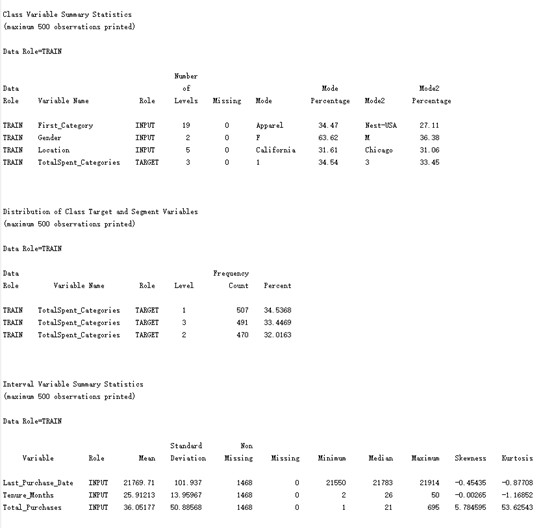 Class Variable Summary Statistics
(maximum 500 observations printed)
Data Role=TRAIN
Number
Data of Mode Mode2
Role Variable Name Role Levels Missing Mode Percentage Mode2 Percentage
TRAIN First_Category INPUT 19 0 Apparel 34.47 Nest-USA 27.11
TRAIN Gender INPUT 2 0 F 63.62 M 36.38
TRAIN Location INPUT 5 0 California 31.61 Chicago 31.06
TRAIN TotalSpent_Categories TARGET 3 0 1 34.54 3 33.45
Distribution of Class Target and Segment Variables
(maximum 500 observations printed)
Data Role=TRAIN
Data Frequency
Role Variable Name Role Level Count Percent
TRAIN TotalSpent_Categories TARGET 1 507 34.5368
TRAIN TotalSpent_Categories TARGET 3 491 33.4469
TRAIN TotalSpent_Categories TARGET 2 470 32.0163
Interval Variable Summary Statistics
(maximum 500 observations printed)
Data Role=TRAIN
Standard Non
Variable Role Mean Deviation Missing Missing Minimum Median Maximum Skewness Kurtosis
Last_Purchase_Date INPUT 21769.71 101.937 1468 0 21550 21783 21914 -0.45435 -0.87708
Tenure_Months INPUT 25.91213 13.95967 1468 0 2 26 50 -0.00265 -1.16852
Total_Purchases INPUT 36.05177 50.88568 1468 0 1 21 695 5.784595 53.62543